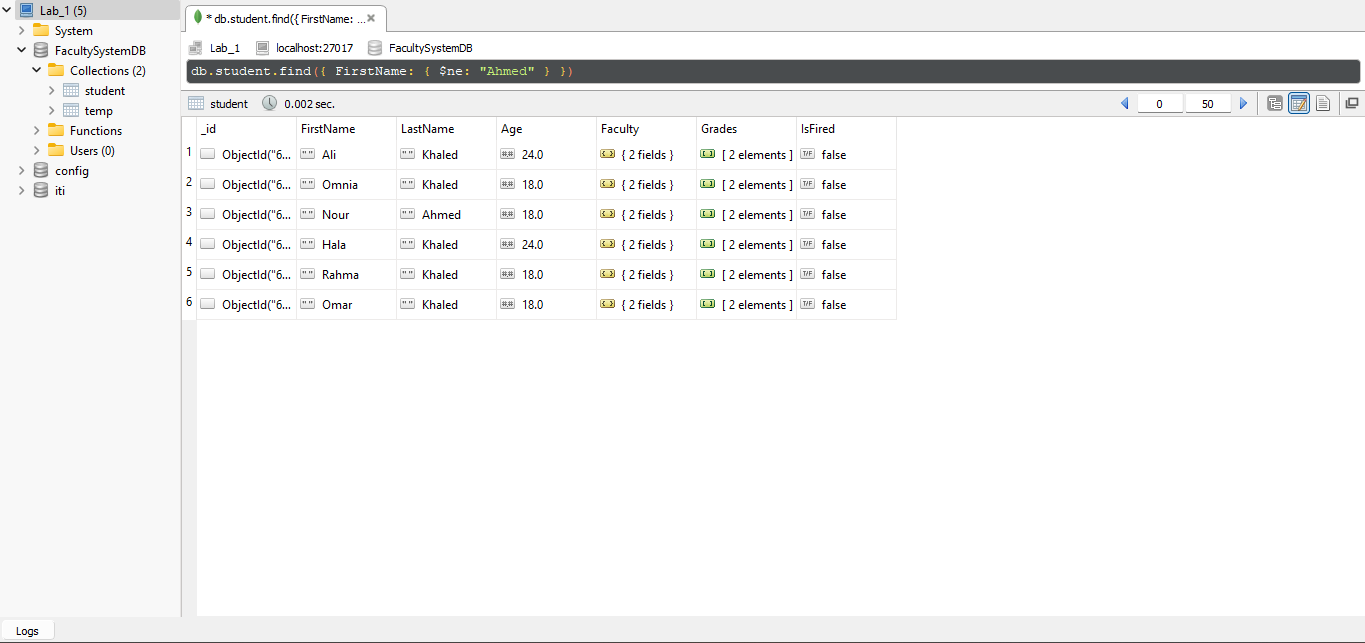 Lab_1 (5)
System
FacultySystemDB
Collections (2)
student
temp
Functions
Users (0)
config
iti
* db.student.find({ FirstName: ...
Lab_1 localhost:27017 FacultySystemDB
db.student.find({ FirstName: { $ne: "Ahmed" } })
student 0.002 sec. 0 50
_id FirstName LastName Age Faculty Grades IsFired
1 ObjectId("6... " " Ali " " Khaled #.# 24.0 { 2 fields } [ 2 elements ] T/F false
2 ObjectId("6... " " Omnia " " Khaled #.# 18.0 { 2 fields } [ 2 elements ] T/F false
3 ObjectId("6... " " Nour " " Ahmed #.# 18.0 { 2 fields } [ 2 elements ] T/F false
4 ObjectId("6... " " Hala " " Khaled #.# 24.0 { 2 fields } [ 2 elements ] T/F false
5 ObjectId("6... " " Rahma " " Khaled #.# 18.0 { 2 fields } [ 2 elements ] T/F false
6 ObjectId("6... " " Omar " " Khaled #.# 18.0 { 2 fields } [ 2 elements ] T/F false
Logs